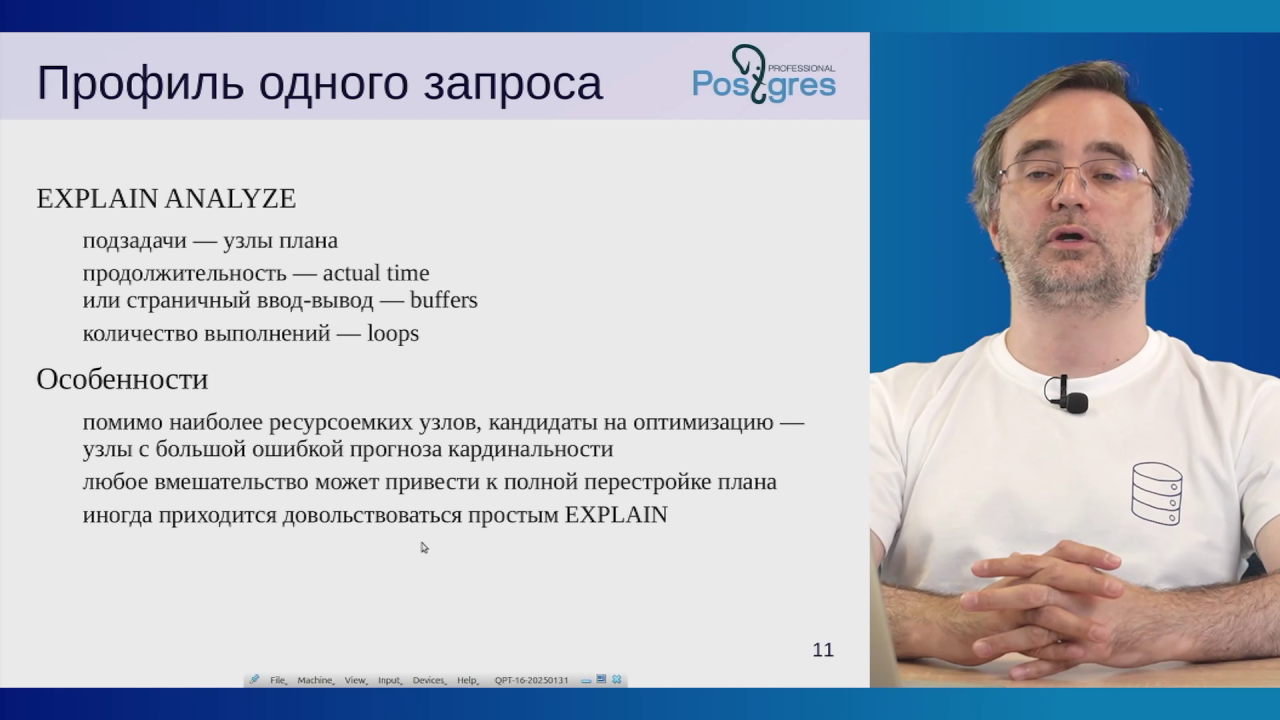 Профиль одного запроса
PROFESSIONAL
Postgres
EXPLAIN ANALYZE
подзадачи — узлы плана
продолжительность — actual time
или страничный ввод-вывод — buffers
количество выполнений — loops
Особенности
помимо наиболее ресурсоемких узлов, кандидаты на оптимизацию —
узлы с большой ошибкой прогноза кардинальности
любое вмешательство может привести к полной перестройке плана
иногда приходится довольствоваться простым EXPLAIN
11
File Machine View Input Devices Help QPT-16-20250131